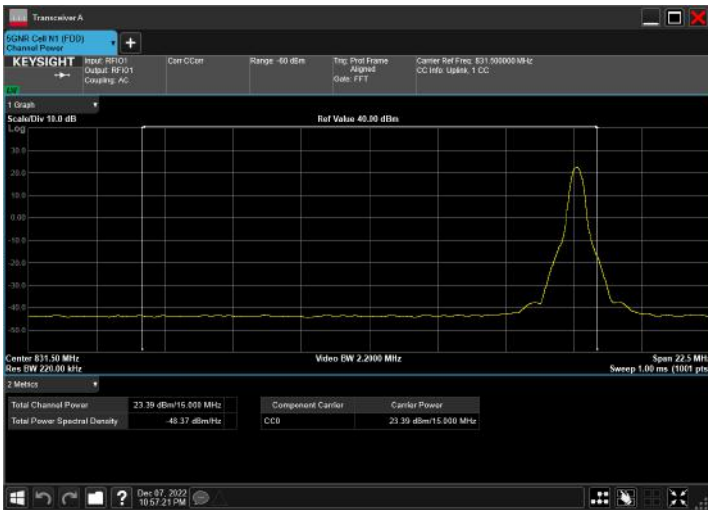 Transceiver A
5GNR Cell N1 (FDD)
Channel Power
KEYSIGHT
Input: RFIO1
Output: RFIO1
Coupling: AC
Corr CCorr
Range: -60 dBm
Trig: Prot Frame
Aligned
Gate: FFT
Carrier Ref Freq: 831.500000 MHz
CC Info: Uplink, 1 CC
1 Graph
Scale/Div 10.0 dB
Ref Value 40.00 dBm
Log
30.0
20.0
10.0
0.00
-10.0
-20.0
-30.0
-40.0
-50.0
Center 831.50 MHz
Video BW 2.2000 MHz
Span 22.5 MH
Res BW 220.00 kHz
Sweep 1.00 ms (1001 pts
2 Metrics
Total Channel Power 23.39 dBm/15.000 MHz
Total Power Spectral Density -48.37 dBm/Hz
Component Carrier Carrier Power
CC0 23.39 dBm/15.000 MHz
Dec 07, 2022
10:57:21 PM